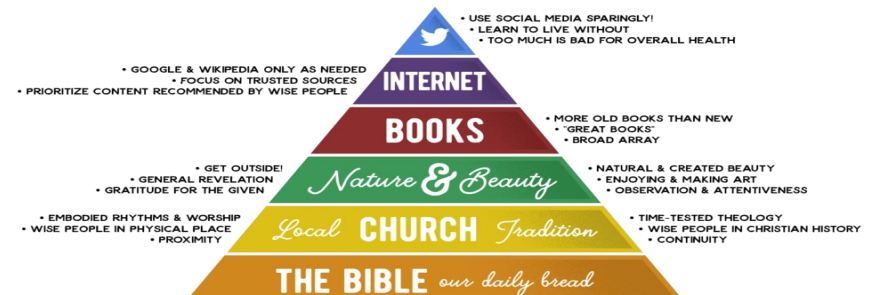 • USE SOCIAL MEDIA SPARINGLY!
• LEARN TO LIVE WITHOUT
• TOO MUCH IS BAD FOR OVERALL HEALTH
• GOOGLE & WIKIPEDIA ONLY AS NEEDED
• FOCUS ON TRUSTED SOURCES
• PRIORITIZE CONTENT RECOMMENDED BY WISE PEOPLE
INTERNET
BOOKS
• MORE OLD BOOKS THAN NEW
• "GREAT BOOKS"
• BROAD ARRAY
• GET OUTSIDE!
• GENERAL REVELATION
• GRATITUDE FOR THE GIVEN
Nature & Beauty
• NATURAL & CREATED BEAUTY
• ENJOYING & MAKING ART
• OBSERVATION & ATTENTIVENESS
• EMBODIED RHYTHMS & WORSHIP
• WISE PEOPLE IN PHYSICAL PLACE
• PROXIMITY
Local CHURCH Tradition
• TIME-TESTED THEOLOGY
• WISE PEOPLE IN CHRISTIAN HISTORY
• CONTINUITY
THE BIBLE our daily bread